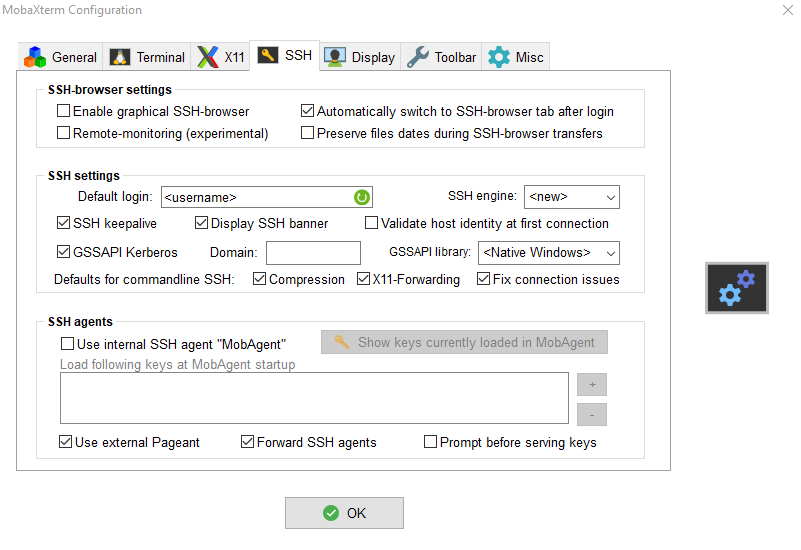 MobaXterm Configuration
General Terminal X11 SSH Display Toolbar Misc
SSH-browser settings
Enable graphical SSH-browser Automatically switch to SSH-browser tab after login
Remote-monitoring (experimental) Preserve files dates during SSH-browser transfers
SSH settings
Default login: <username> SSH engine: <new>
SSH keepalive Display SSH banner Validate host identity at first connection
GSSAPI Kerberos Domain: GSSAPI library: <Native Windows>
Defaults for commandline SSH: Compression X11-Forwarding Fix connection issues
SSH agents
Use internal SSH agent "MobAgent" Show keys currently loaded in MobAgent
Load following keys at MobAgent startup
+
-
Use external Pageant Forward SSH agents Prompt before serving keys
OK